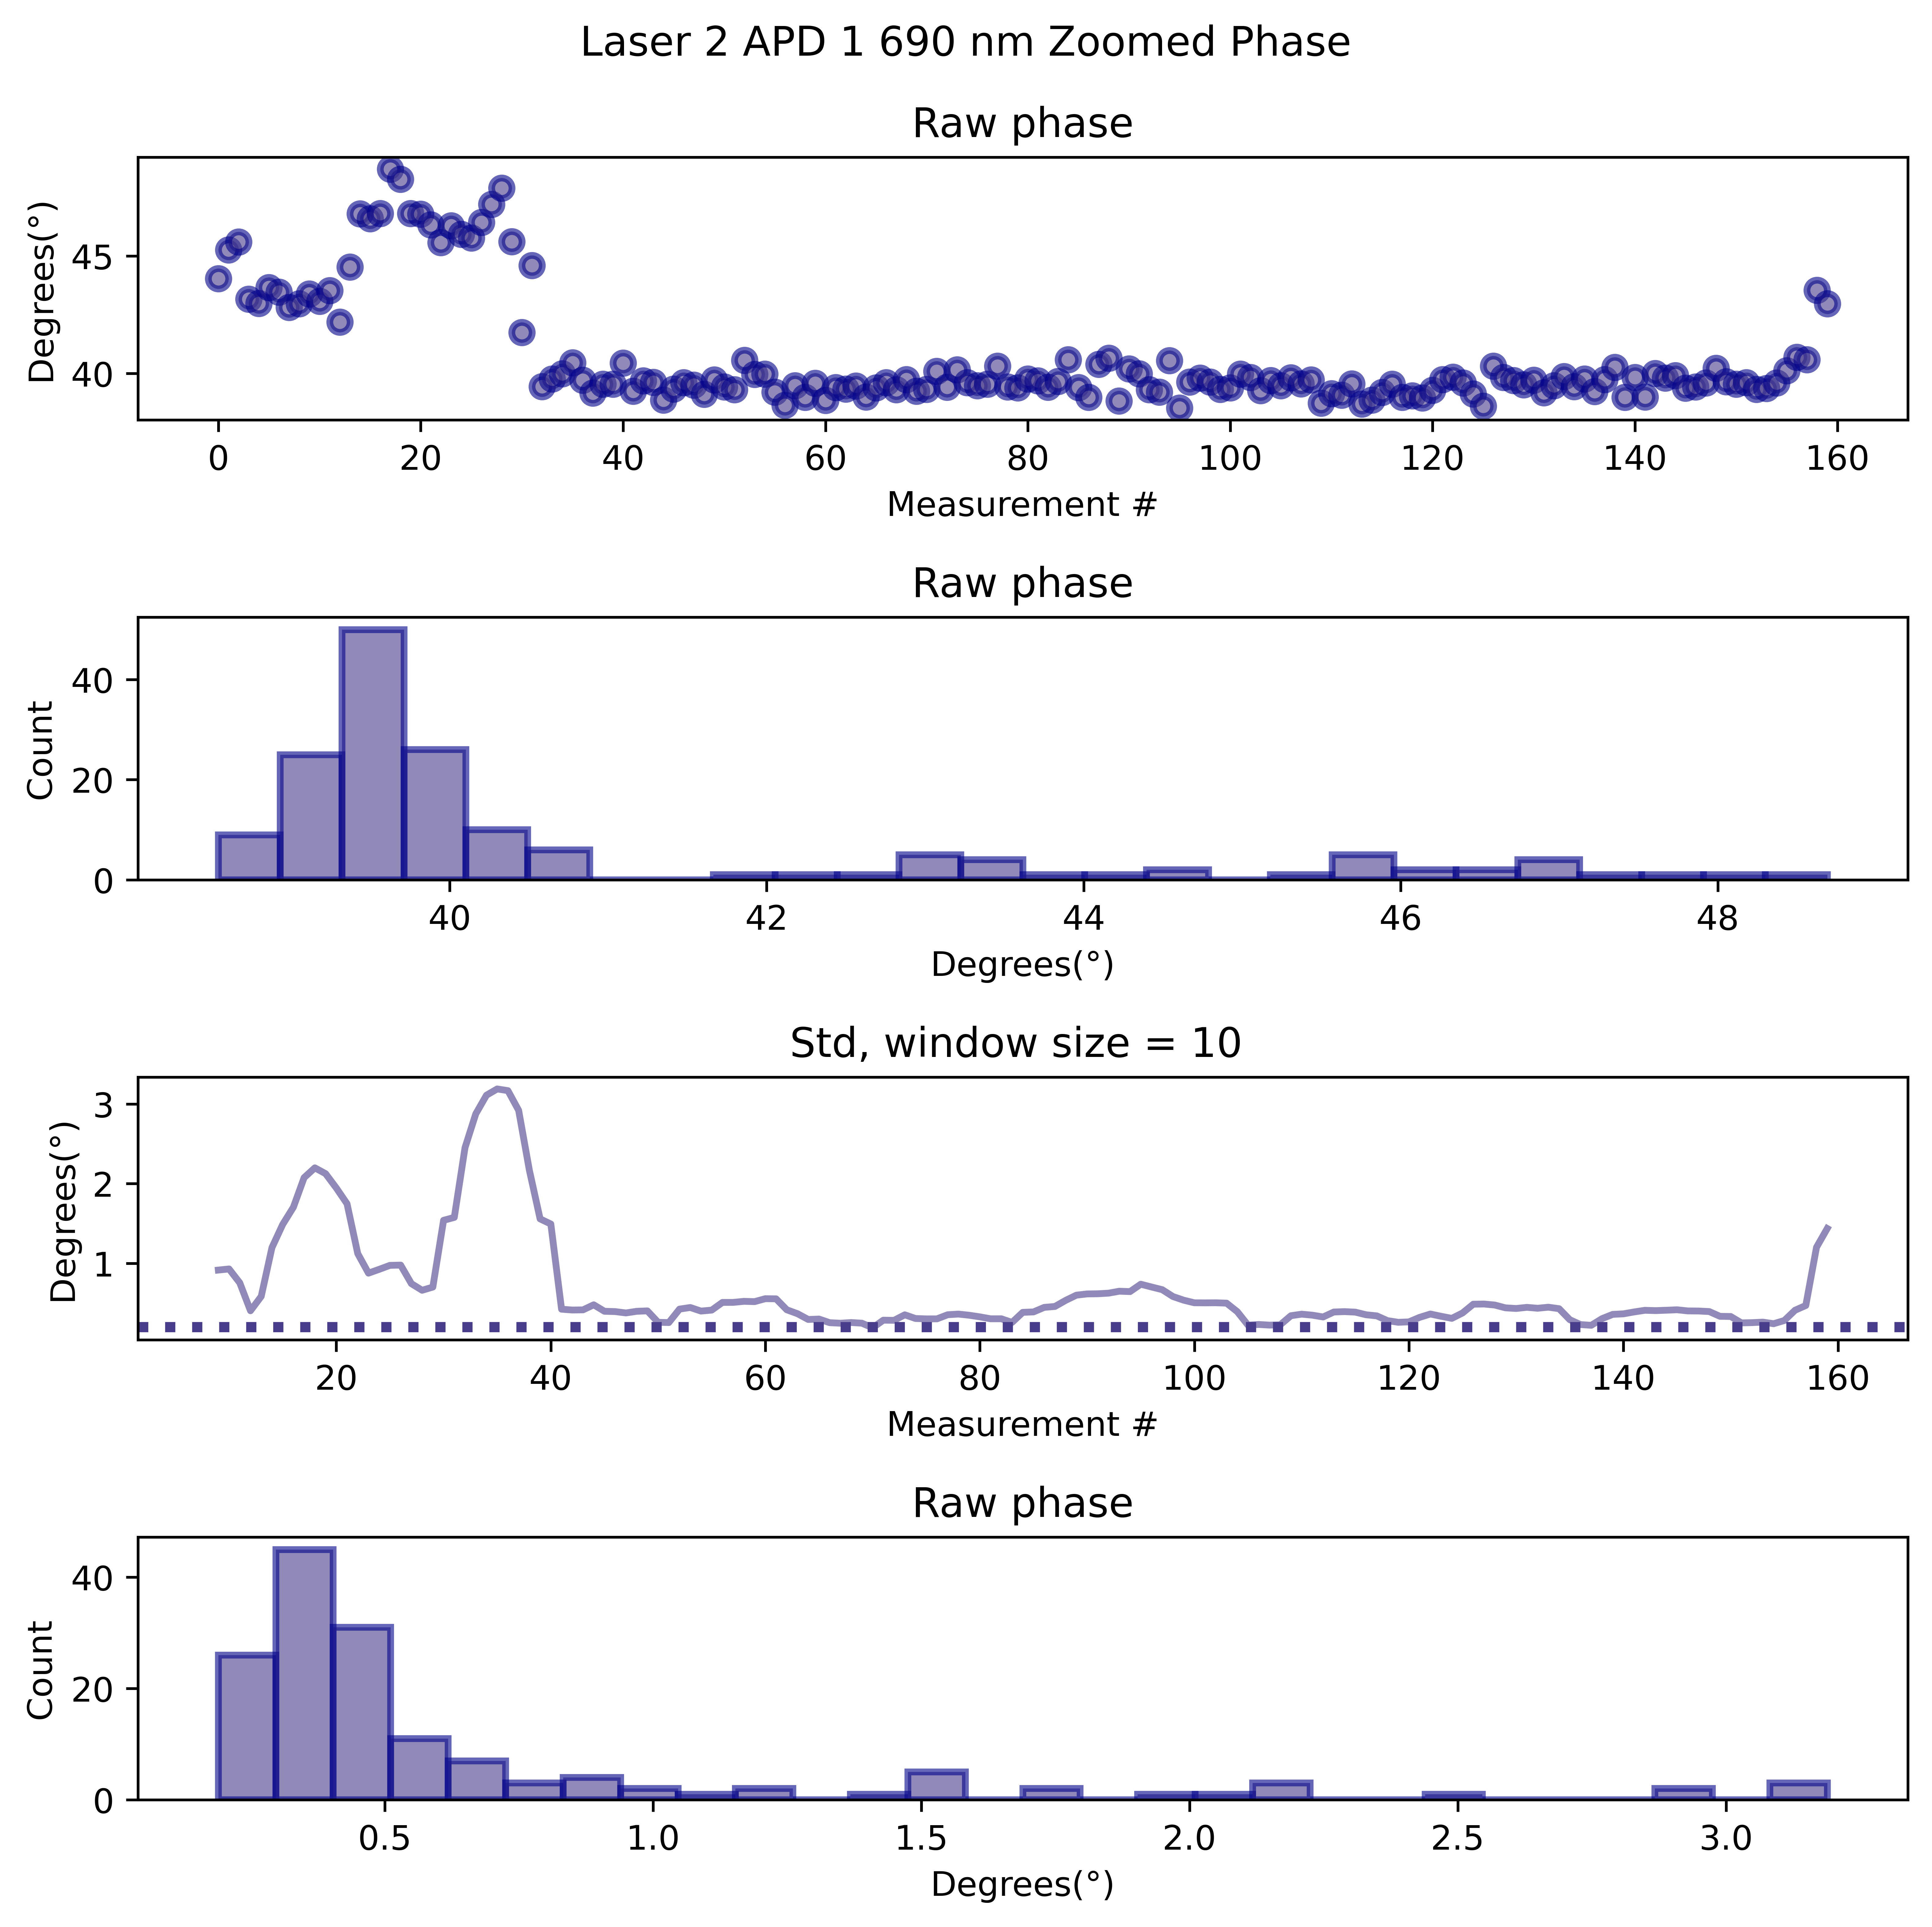 Laser 2 APD 1 690 nm Zoomed Phase
Raw phase
Degrees(°)
45
40
0 20 40 60 80 100 120 140 160
Measurement #
Raw phase
Count
40
20
0
40 42 44 46 48
Degrees(°)
Std, window size = 10
Degrees(°)
3
2
1
20 40 60 80 100 120 140 160
Measurement #
Raw phase
Count
40
20
0
0.5 1.0 1.5 2.0 2.5 3.0
Degrees(°)